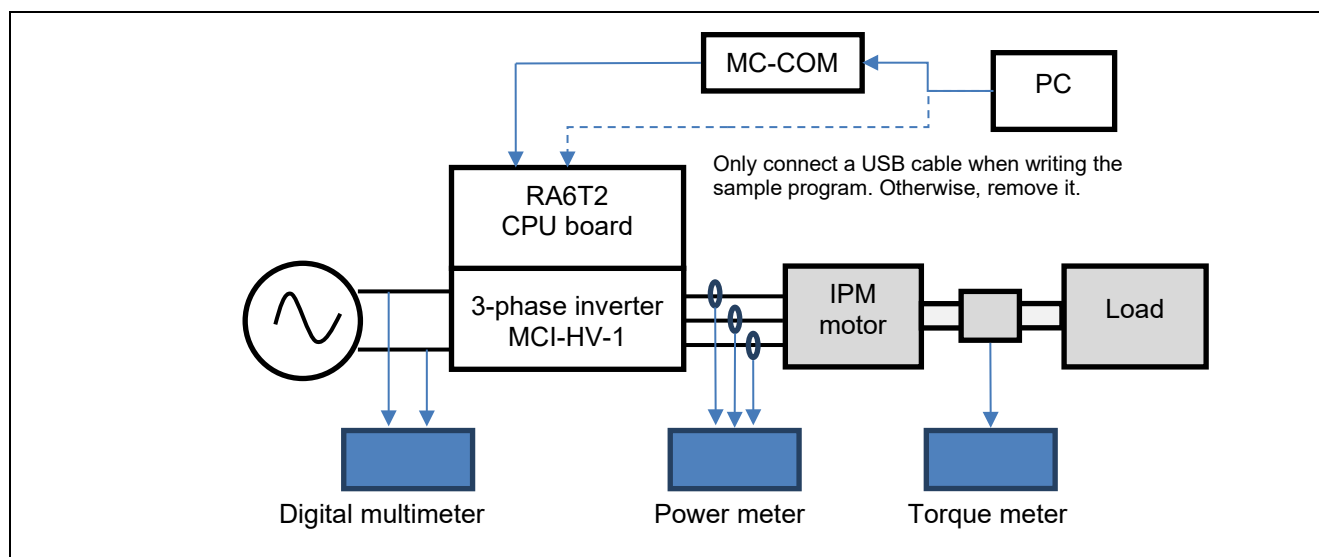 MC-COM
PC
Only connect a USB cable when writing the
sample program. Otherwise, remove it.
RA6T2
CPU board
3-phase inverter
MCI-HV-1
IPM
motor
Load
Digital multimeter
Power meter
Torque meter